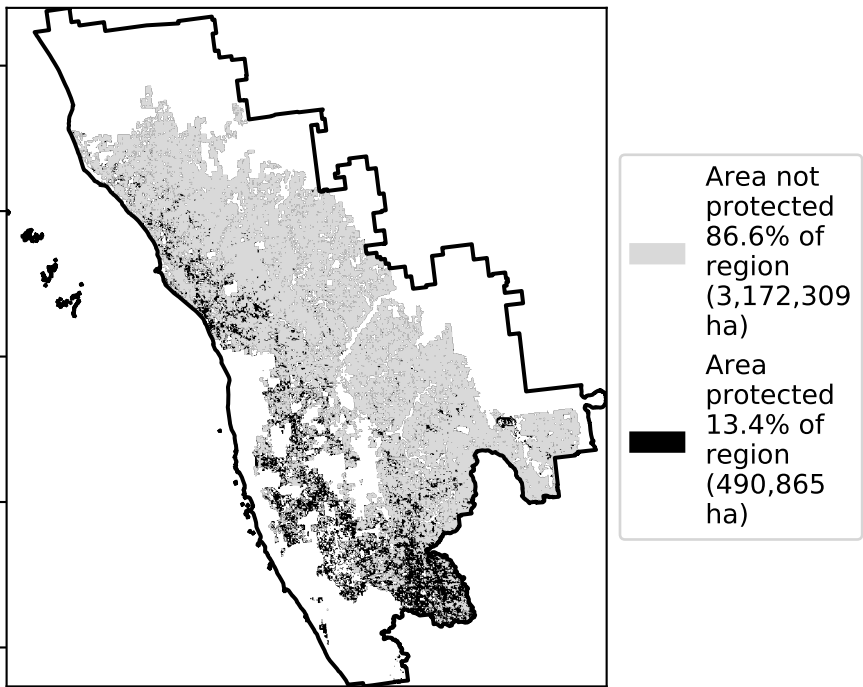 Area not
protected
86.6% of
region
(3,172,309
ha)
Area
protected
13.4% of
region
(490,865
ha)